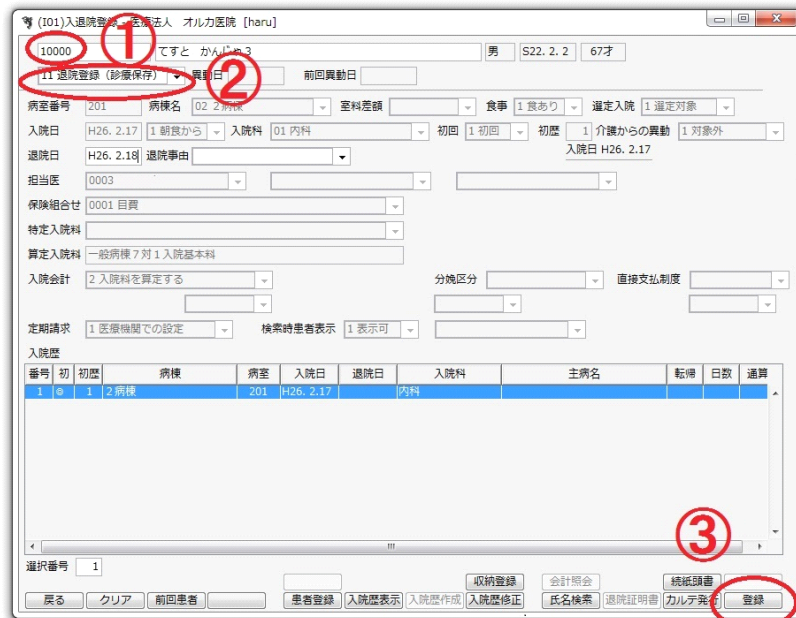 (I01)入退院登録 - 医療法人 オルカ医院 [haru]
①
10000 てすと かんじゃ3 男 S22. 2. 2 67才
11 退院登録（診療保存） 異動日 前回異動日
②
病室番号 201 病棟名 02 2病棟 室料差額 食事 1 食あり 選定入院 1 選定対象
入院日 H26. 2.17 1 朝食から 入院科 01 内科 初回 1 初回 初歴 1 介護からの異動 1 対象外
退院日 H26. 2.18 退院事由 入院日 H26. 2.17
担当医 0003
保険組合せ 0001 自費
特定入院料
算定入院料 一般病棟7対1入院基本料
入院会計 2 入院料を算定する 分娩区分 直接支払制度
定期請求 1 医療機関での設定 検索時患者表示 1 表示可
入院歴
番号 初 初歴 病棟 病室 入院日 退院日 入院科 主病名 転帰 日数 通算
1 ◎ 1 2病棟 201 H26. 2.17 内科
③
選択番号 1
収納登録 会計照会 続紙頭書
戻る クリア 前回患者 患者登録 入院歴表示 入院歴作成 入院歴修正 氏名検索 退院証明書 カルテ発行 登録